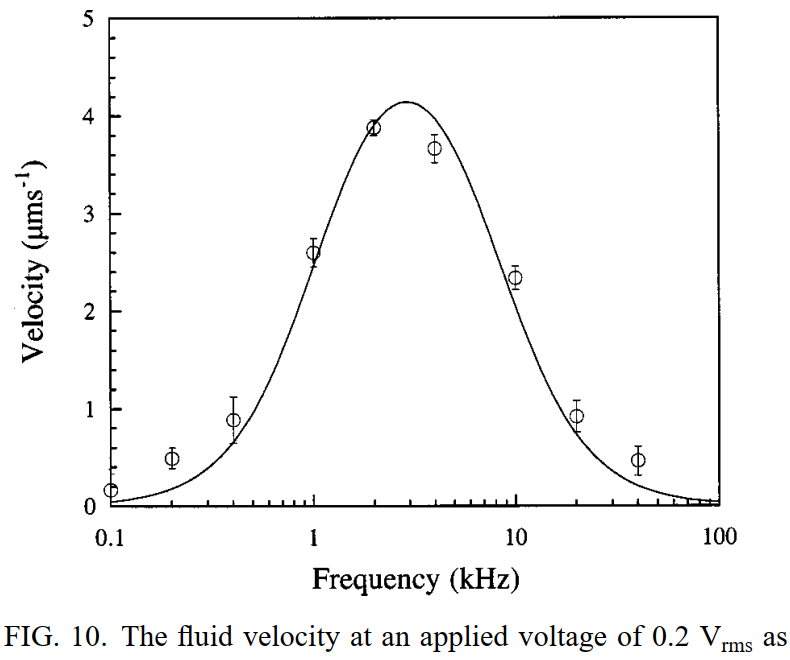 5
4
3
2
1
0
Velocity (μms⁻¹)
0.1 1 10 100
Frequency (kHz)
FIG. 10. The fluid velocity at an applied voltage of 0.2 Vrms as